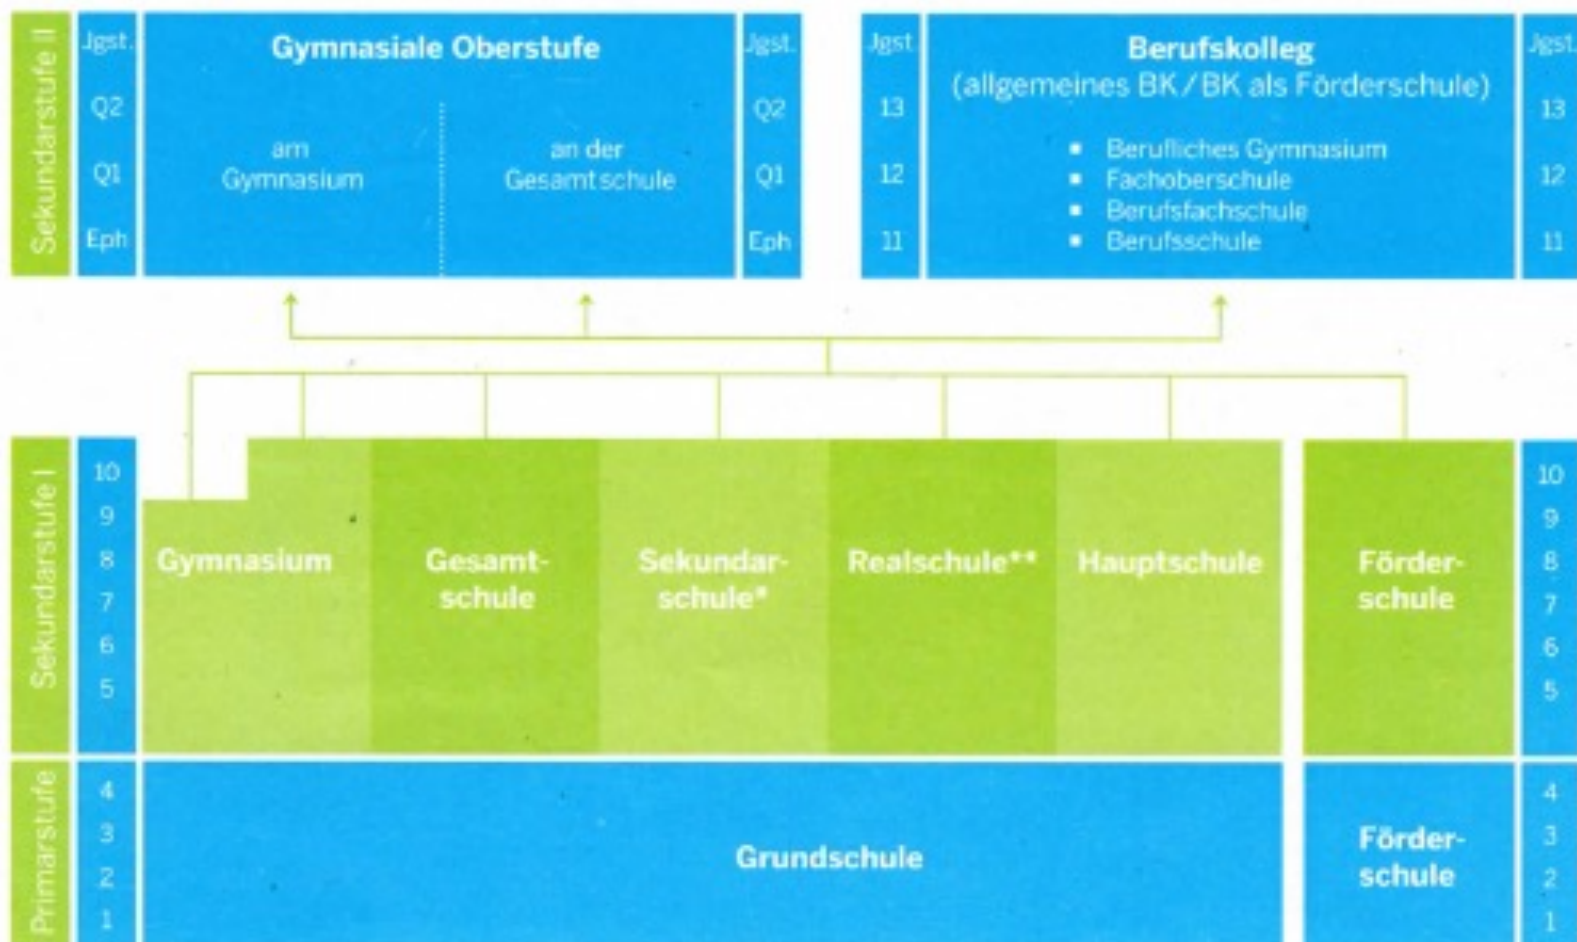 Sekundarstufe II
Jgst.
Q2
Q1
Eph
Gymnasiale Oberstufe
am
Gymnasium
an der
Gesamtschule
Jgst.
Q2
Q1
Eph
Jgst.
13
12
11
Berufskolleg
(allgemeines BK/BK als Förderschule)
▪ Berufliches Gymnasium
▪ Fachoberschule
▪ Berufsfachschule
▪ Berufsschule
Jgst.
13
12
11
Sekundarstufe I
10
9
8
7
6
5
Gymnasium
Gesamt-
schule
Sekundar-
schule*
Realschule**
Hauptschule
Förder-
schule
10
9
8
7
6
5
Primarstufe
4
3
2
1
Grundschule
Förder-
schule
4
3
2
1